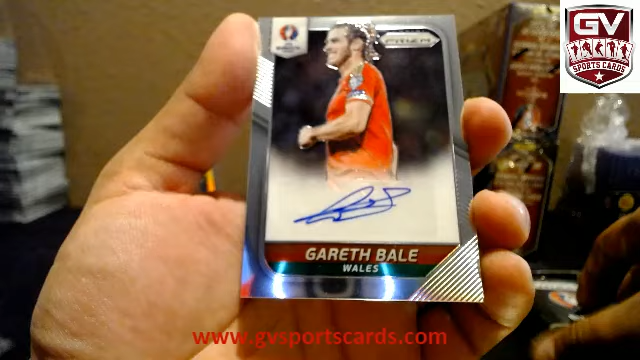 GV
SPORTS CARDS
PRIZM
GARETH BALE
WALES
www.gvsportscards.com